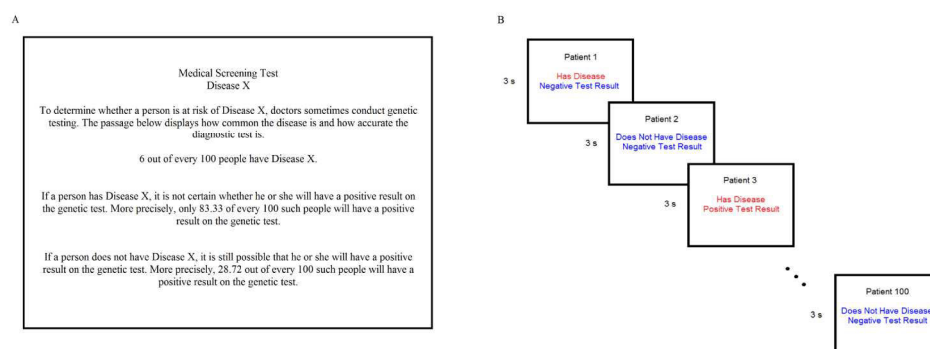 A
Medical Screening Test
Disease X
To determine whether a person is at risk of Disease X, doctors sometimes conduct genetic
testing. The passage below displays how common the disease is and how accurate the
diagnostic test is.
6 out of every 100 people have Disease X.
If a person has Disease X, it is not certain whether he or she will have a positive result on
the genetic test. More precisely, only 83.33 of every 100 such people will have a positive
result on the genetic test.
If a person does not have Disease X, it is still possible that he or she will have a positive
result on the genetic test. More precisely, 28.72 out of every 100 such people will have a
positive result on the genetic test.
B
Patient 1
3 s
Has Disease
Negative Test Result
Patient 2
3 s
Does Not Have Disease
Negative Test Result
Patient 3
3 s
Has Disease
Positive Test Result
Patient 100
3 s
Does Not Have Disease
Negative Test Result